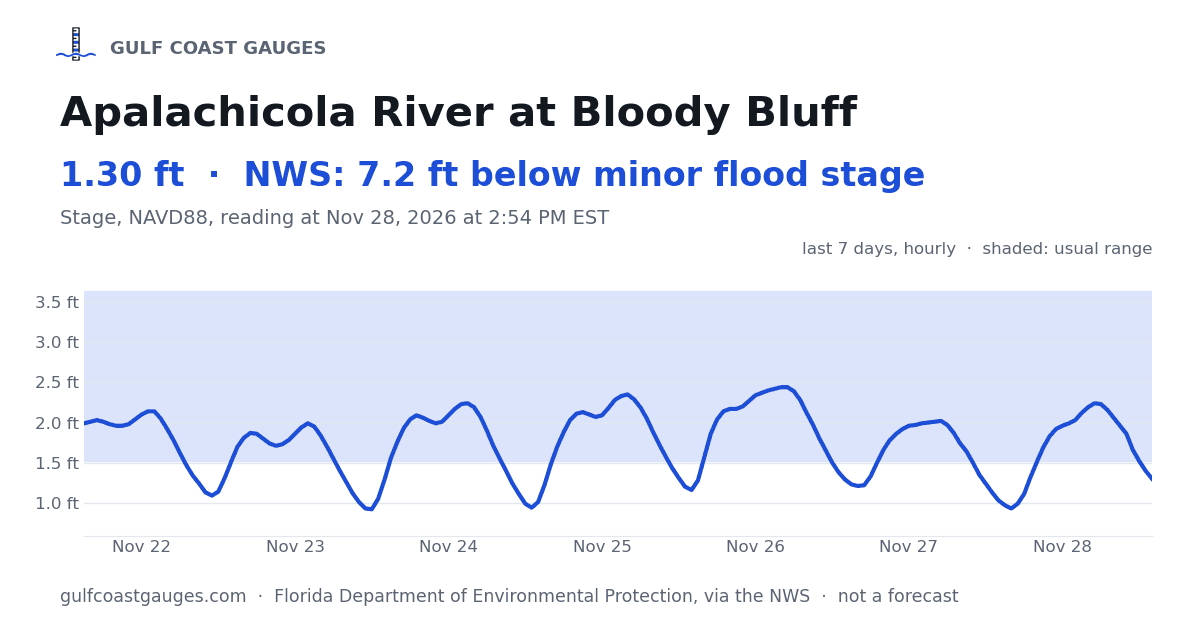 GULF COAST GAUGES
Apalachicola River at Bloody Bluff
1.30 ft · NWS: 7.2 ft below minor flood stage
Stage, NAVD88, reading at Nov 28, 2026 at 2:54 PM EST
last 7 days, hourly · shaded: usual range
3.5 ft
3.0 ft
2.5 ft
2.0 ft
1.5 ft
1.0 ft
Nov 22 Nov 23 Nov 24 Nov 25 Nov 26 Nov 27 Nov 28
gulfcoastgauges.com · Florida Department of Environmental Protection, via the NWS · not a forecast